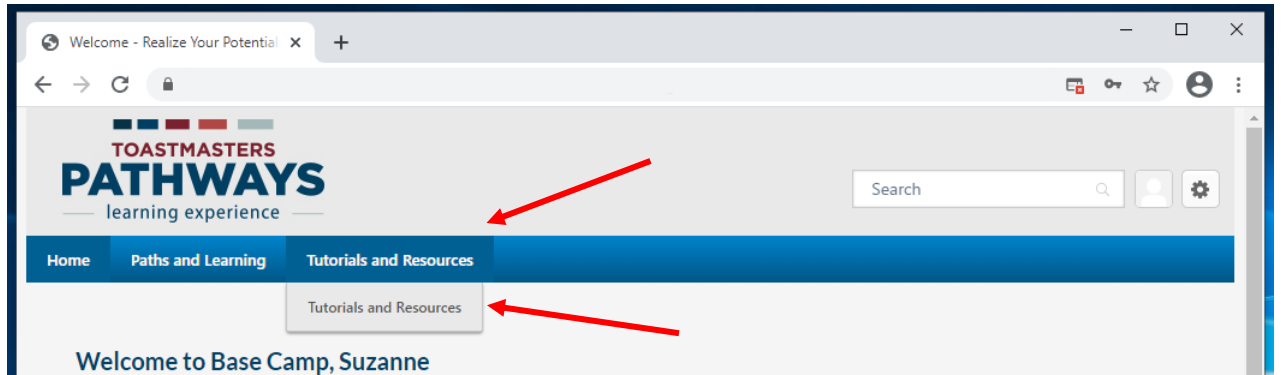 Welcome - Realize Your Potential
TOASTMASTERS
PATHWAYS
learning experience
Search
Home Paths and Learning Tutorials and Resources
Tutorials and Resources
Welcome to Base Camp, Suzanne